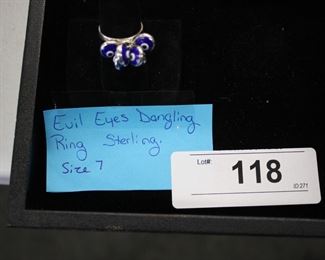 Evil Eyes Dangling
Ring Sterling.
Size 7
Lot#:
118
ID:271